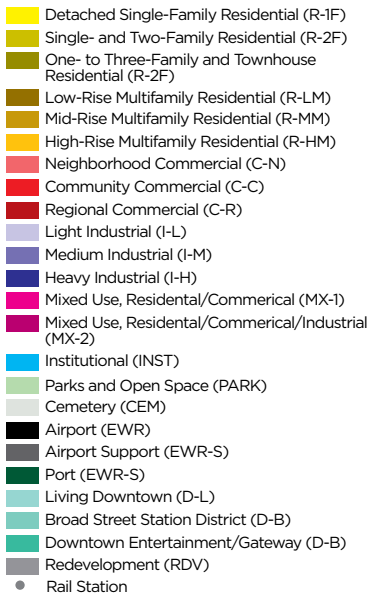 Detached Single-Family Residential (R-1F)
Single- and Two-Family Residential (R-2F)
One- to Three-Family and Townhouse
Residential (R-2F)
Low-Rise Multifamily Residential (R-LM)
Mid-Rise Multifamily Residential (R-MM)
High-Rise Multifamily Residential (R-HM)
Neighborhood Commercial (C-N)
Community Commercial (C-C)
Regional Commercial (C-R)
Light Industrial (I-L)
Medium Industrial (I-M)
Heavy Industrial (I-H)
Mixed Use, Residental/Commerical (MX-1)
Mixed Use, Residental/Commerical/Industrial
(MX-2)
Institutional (INST)
Parks and Open Space (PARK)
Cemetery (CEM)
Airport (EWR)
Airport Support (EWR-S)
Port (EWR-S)
Living Downtown (D-L)
Broad Street Station District (D-B)
Downtown Entertainment/Gateway (D-B)
Redevelopment (RDV)
Rail Station